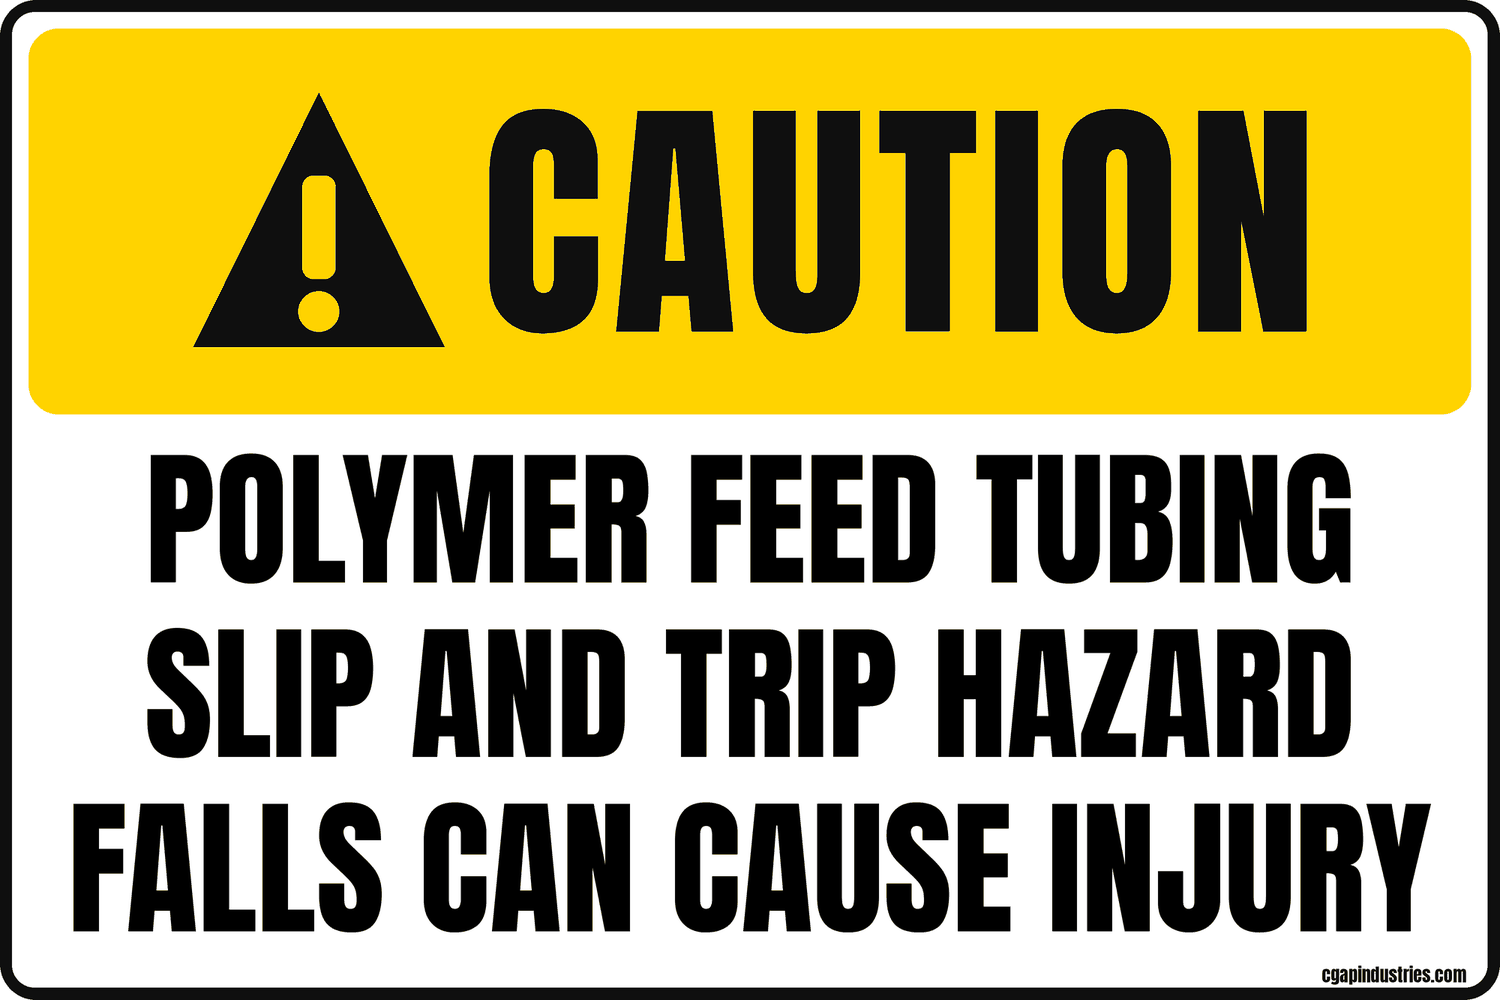 CAUTION
POLYMER FEED TUBING
SLIP AND TRIP HAZARD
FALLS CAN CAUSE INJURY
cgapindustries.com